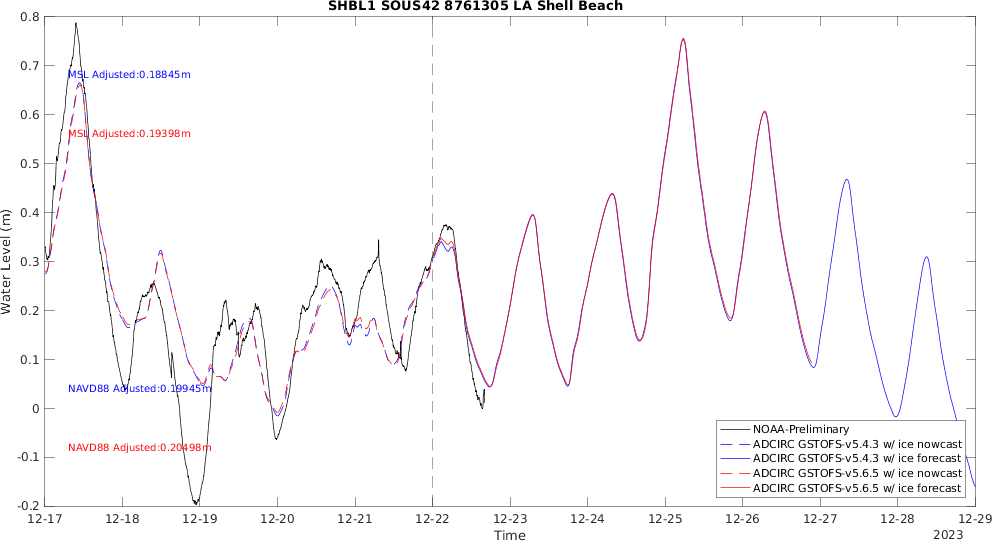 SHBL1 SOUS42 8761305 LA Shell Beach
0.8
0.7
0.6
0.5
0.4
0.3
0.2
0.1
0
-0.1
-0.2
Water Level (m)
MSL Adjusted:0.18845m
MSL Adjusted:0.19398m
NAVD88 Adjusted:0.19945m
NAVD88 Adjusted:0.20498m
NOAA-Preliminary
ADCIRC GSTOFS-v5.4.3 w/ ice nowcast
ADCIRC GSTOFS-v5.4.3 w/ ice forecast
ADCIRC GSTOFS-v5.6.5 w/ ice nowcast
ADCIRC GSTOFS-v5.6.5 w/ ice forecast
12-17 12-18 12-19 12-20 12-21 12-22 12-23 12-24 12-25 12-26 12-27 12-28 12-29
Time
2023